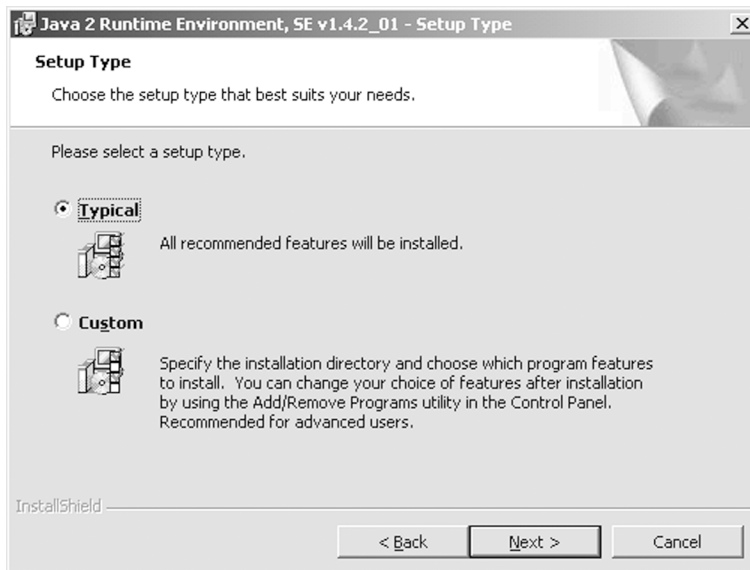 Java 2 Runtime Environment, SE v1.4.2_01 - Setup Type
Setup Type
Choose the setup type that best suits your needs.
Please select a setup type.
Typical
All recommended features will be installed.
Custom
Specify the installation directory and choose which program features
to install. You can change your choice of features after installation
by using the Add/Remove Programs utility in the Control Panel.
Recommended for advanced users.
InstallShield
< Back
Next >
Cancel